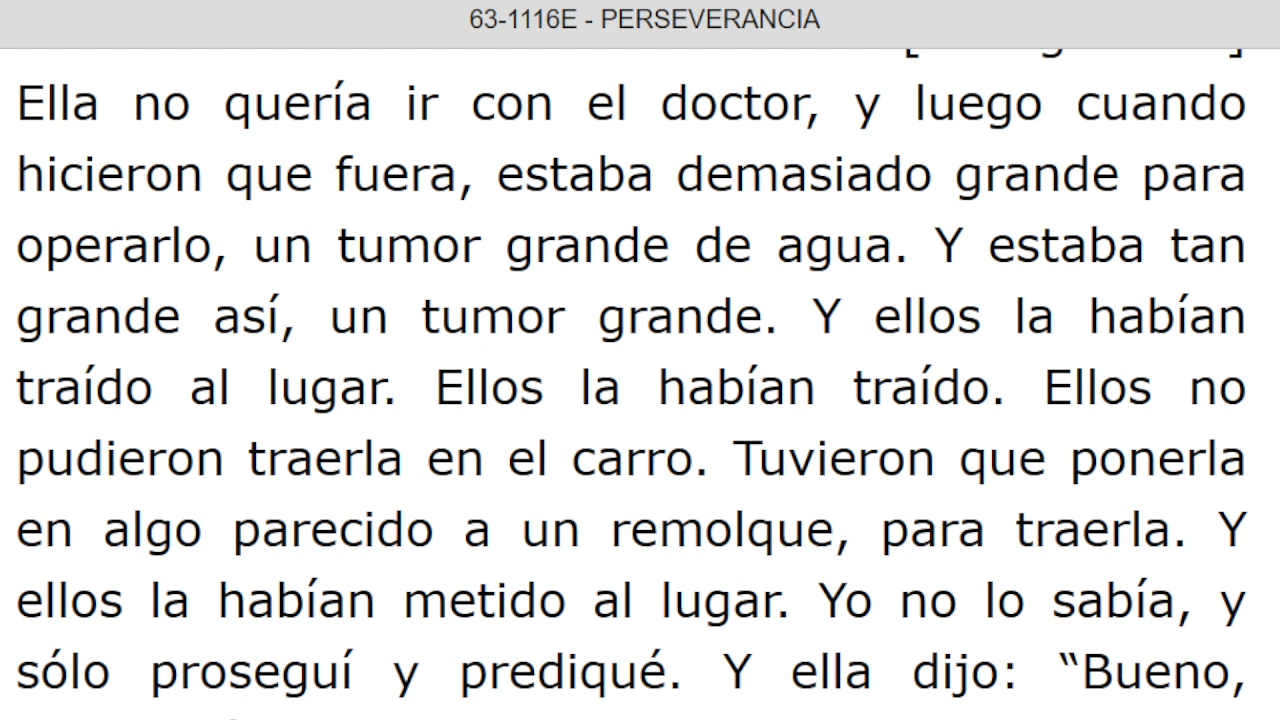 63-1116E - PERSEVERANCIA
Ella no quería ir con el doctor, y luego cuando
hicieron que fuera, estaba demasiado grande para
operarlo, un tumor grande de agua. Y estaba tan
grande así, un tumor grande. Y ellos la habían
traído al lugar. Ellos la habían traído. Ellos no
pudieron traerla en el carro. Tuvieron que ponerla
en algo parecido a un remolque, para traerla. Y
ellos la habían metido al lugar. Yo no lo sabía, y
sólo proseguí y prediqué. Y ella dijo: “Bueno,